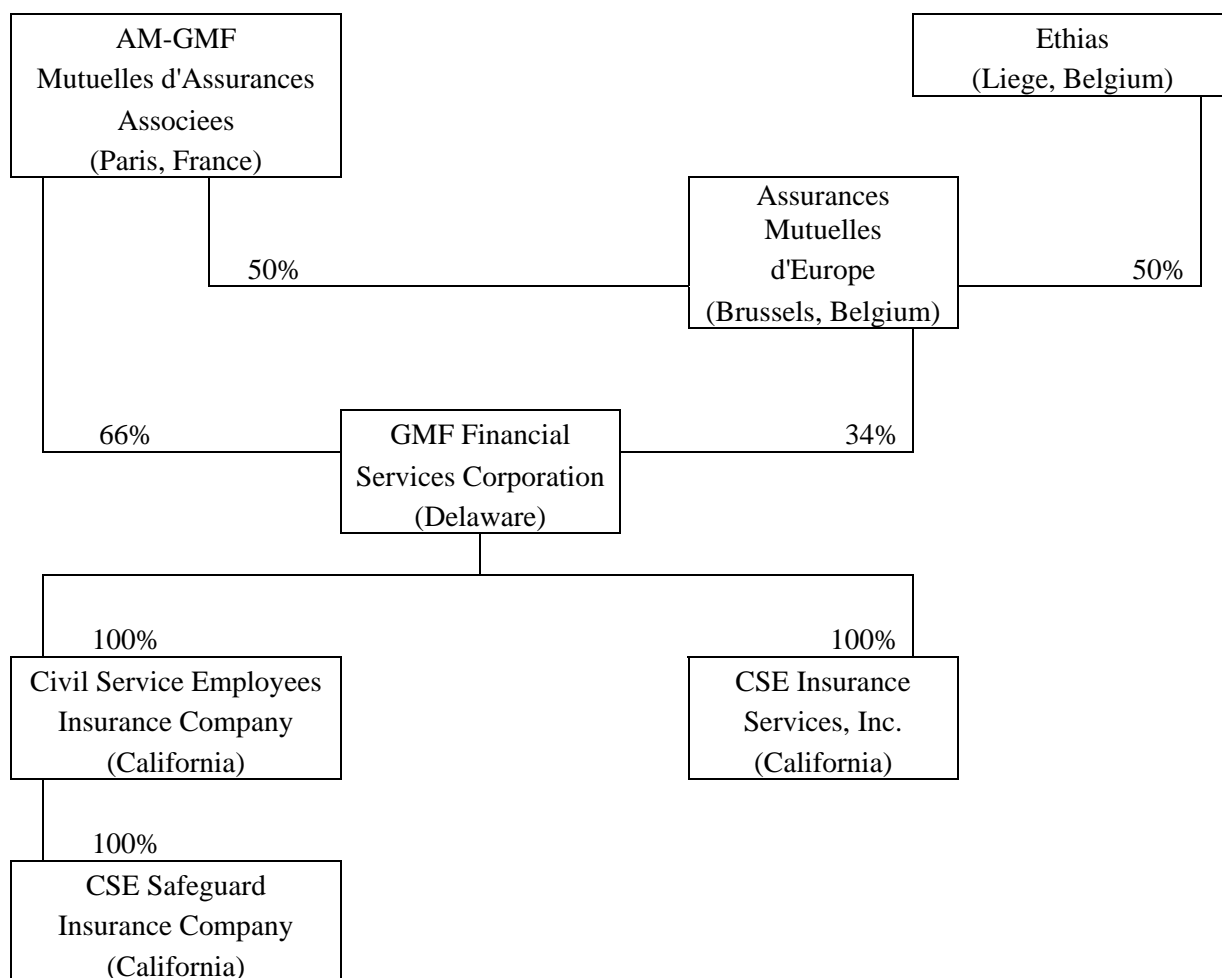 AM-GMF
Mutuelles d'Assurances
Associees
(Paris, France)
Ethias
(Liege, Belgium)
Assurances
Mutuelles
d'Europe
(Brussels, Belgium)
50%
50%
66%
GMF Financial
Services Corporation
(Delaware)
34%
100%
Civil Service Employees
Insurance Company
(California)
100%
CSE Insurance
Services, Inc.
(California)
100%
CSE Safeguard
Insurance Company
(California)